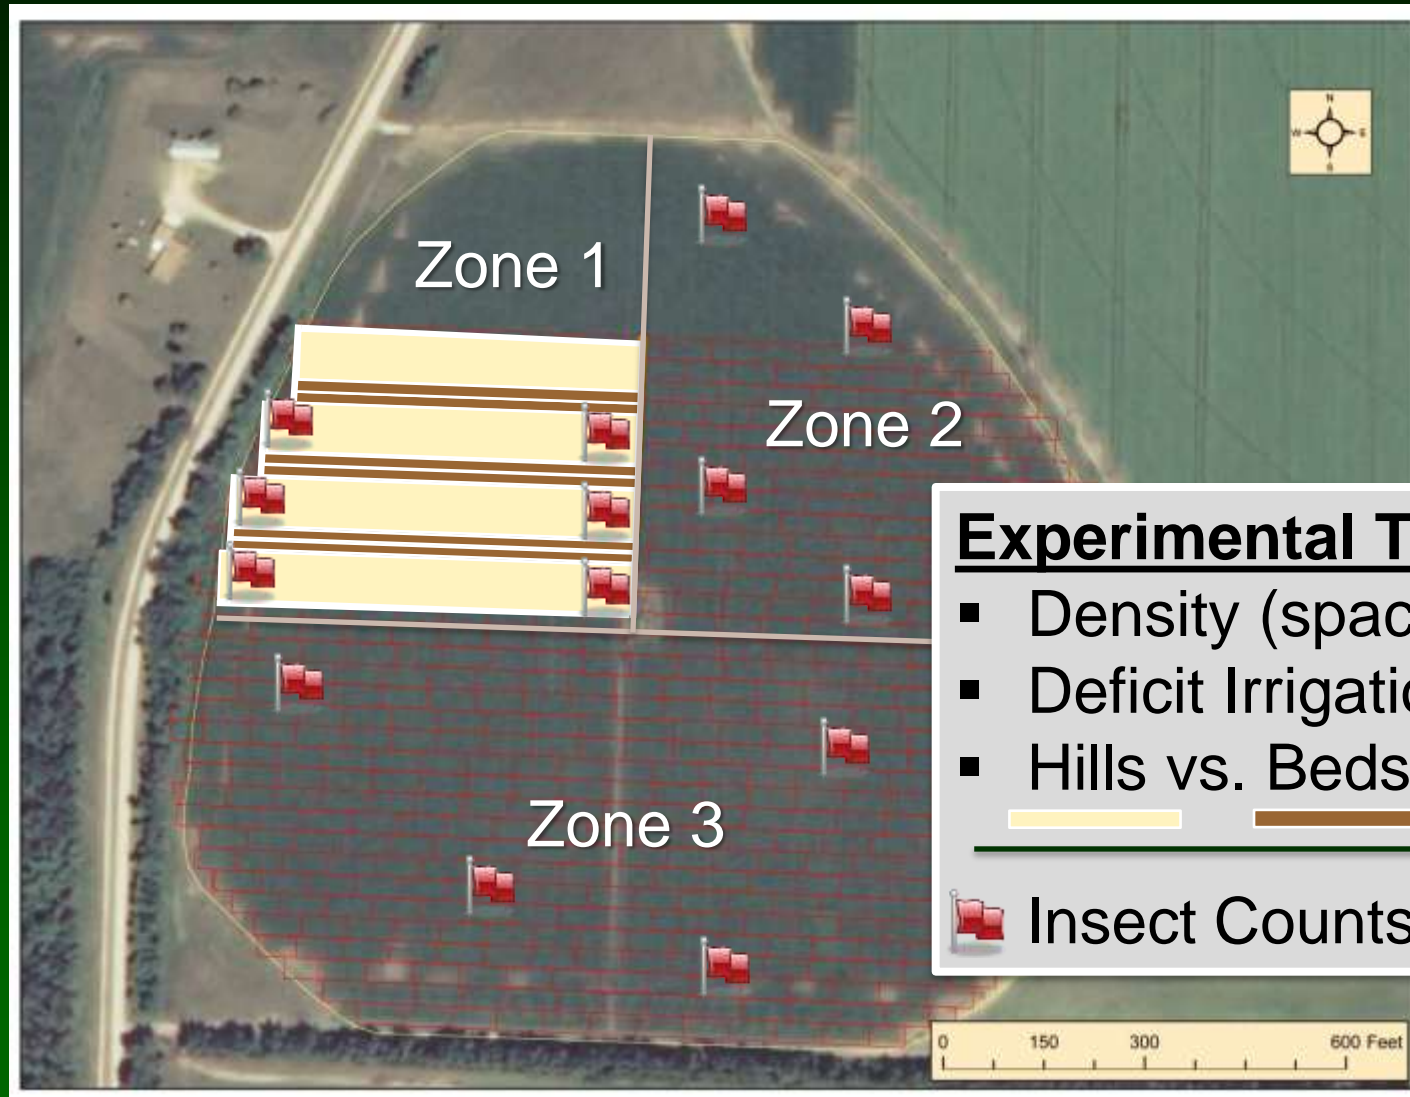 N
W E
S
Zone 1
Zone 2
Experimental T
Density (spac
Deficit Irrigati
Hills vs. Beds
Zone 3
Insect Counts
0 150 300 600 Feet